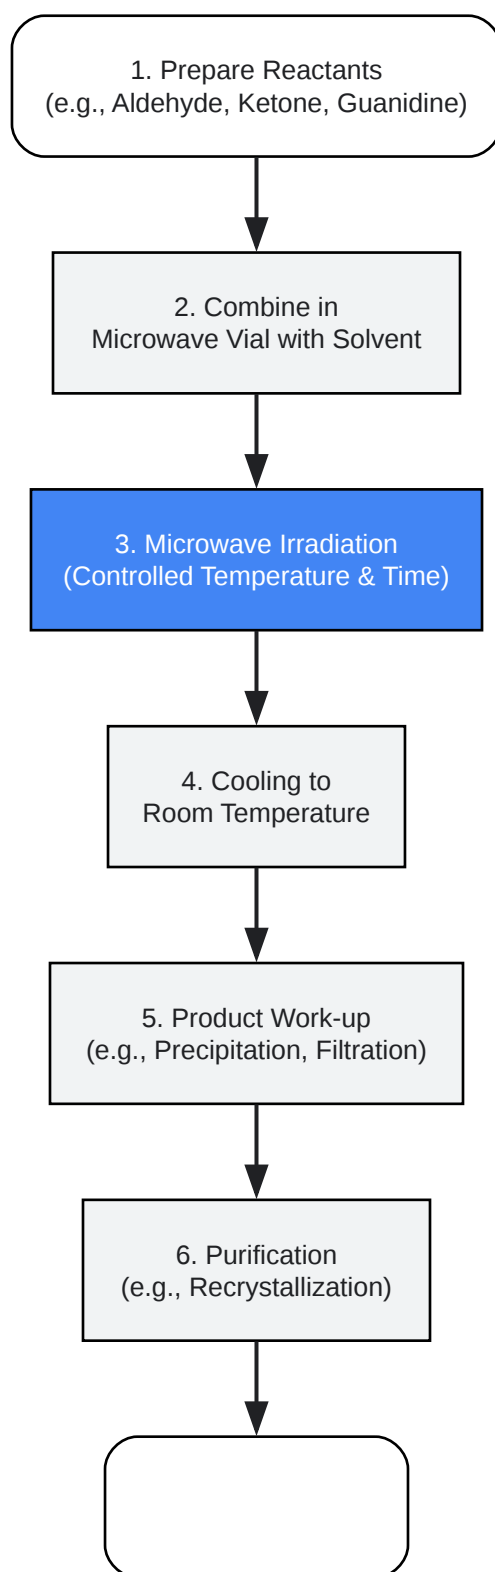 1. Prepare Reactants
(e.g., Aldehyde, Ketone, Guanidine)
2. Combine in
Microwave Vial with Solvent
3. Microwave Irradiation
(Controlled Temperature & Time)
4. Cooling to
Room Temperature
5. Product Work-up
(e.g., Precipitation, Filtration)
6. Purification
(e.g., Recrystallization)